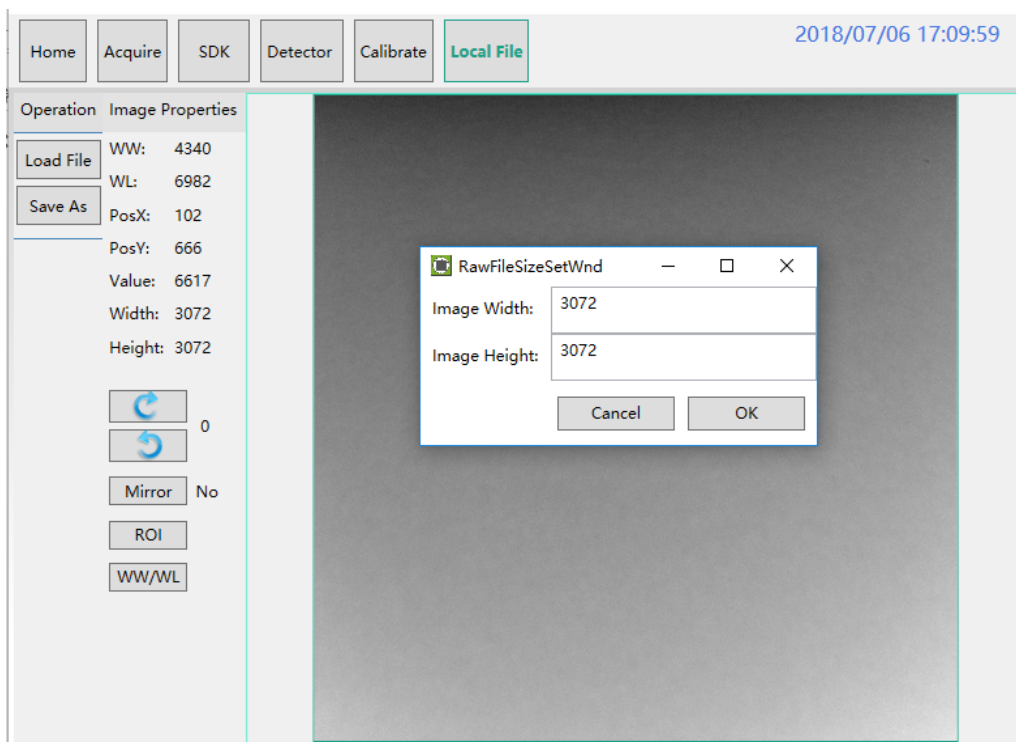 Home Acquire SDK Detector Calibrate Local File 2018/07/06 17:09:59
Operation Image Properties
Load File
Save As
WW: 4340
WL: 6982
PosX: 102
PosY: 666
Value: 6617
Width: 3072
Height: 3072
0
Mirror No
ROI
WW/WL
RawFileSizeSetWnd
Image Width: 3072
Image Height: 3072
Cancel OK